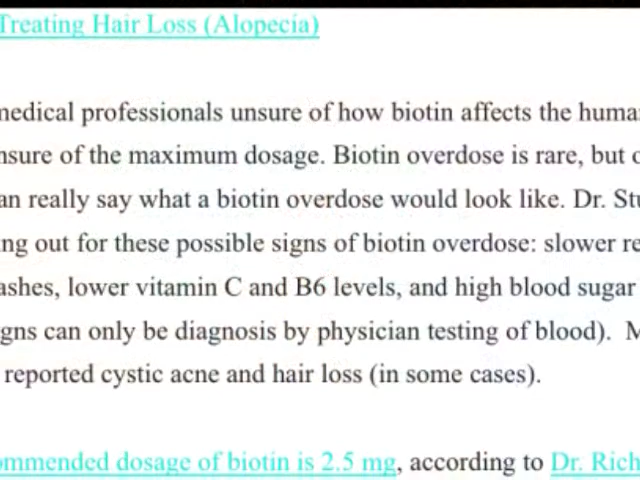 Treating Hair Loss (Alopecia)
medical professionals unsure of how biotin affects the huma
nsure of the maximum dosage. Biotin overdose is rare, but o
an really say what a biotin overdose would look like. Dr. Stu
ng out for these possible signs of biotin overdose: slower re
ashes, lower vitamin C and B6 levels, and high blood sugar
gns can only be diagnosis by physician testing of blood). M
reported cystic acne and hair loss (in some cases).
ommended dosage of biotin is 2.5 mg, according to Dr. Rich